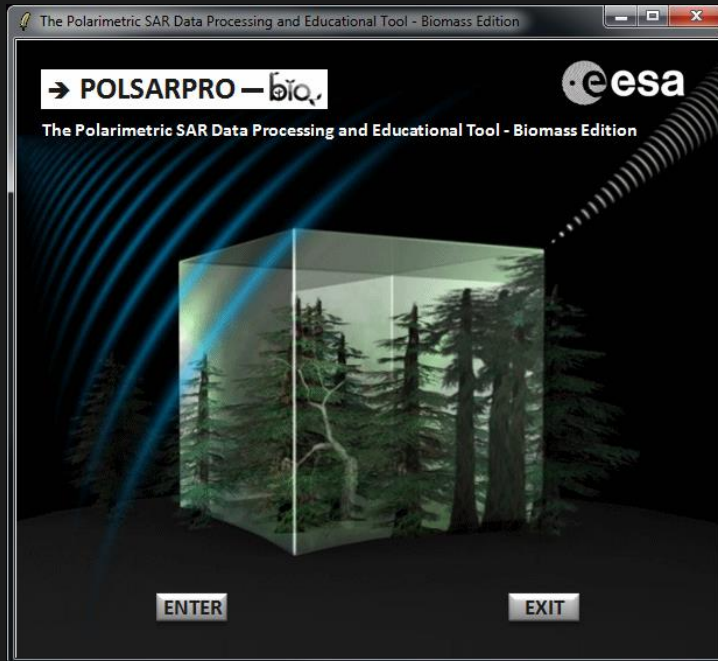 The Polarimetric SAR Data Processing and Educational Tool - Biomass Edition
➔ POLSARPRO – bio
esa
The Polarimetric SAR Data Processing and Educational Tool - Biomass Edition
ENTER
EXIT